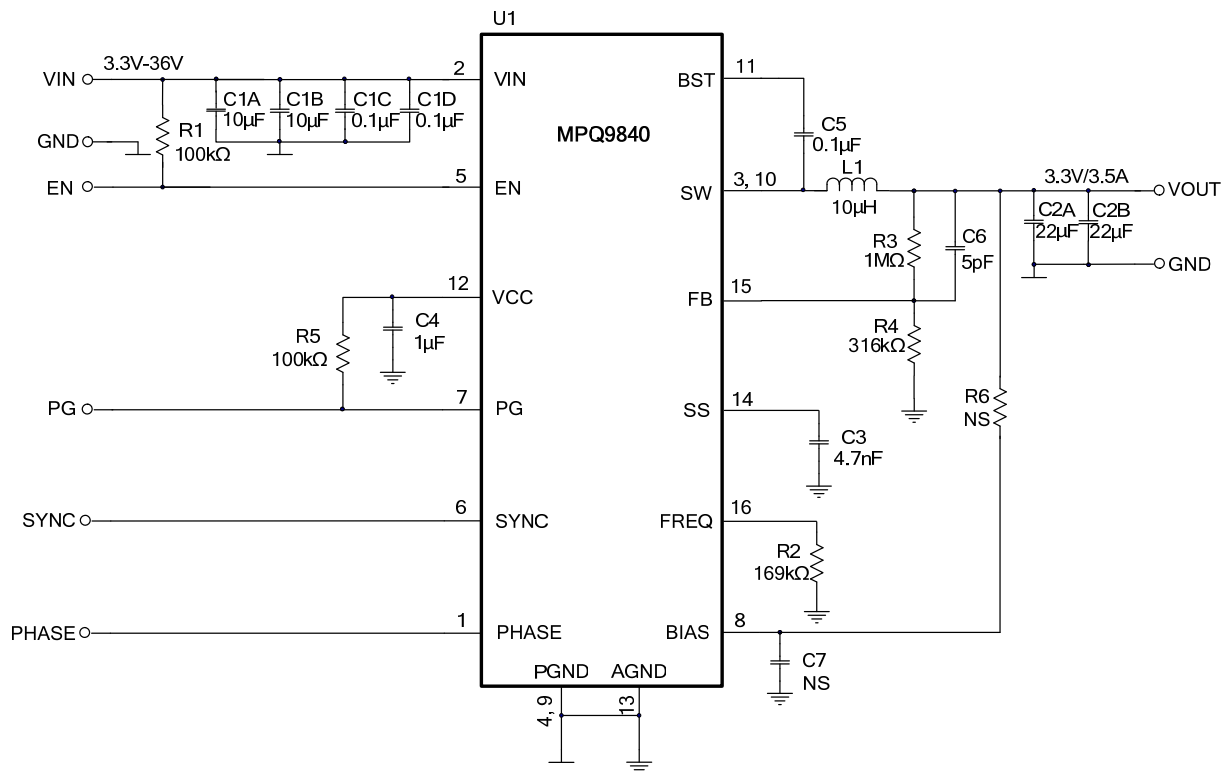 U1
VIN
3.3V-36V
2
VIN
BST
11
C1A
10µF
C1B
10µF
C1C
0.1µF
C1D
0.1µF
MPQ9840
C5
0.1µF
GND
R1
100kΩ
EN
5
EN
SW
3, 10
L1
10µH
3.3V/3.5A
VOUT
C2A
22µF
C2B
22µF
R3
1MΩ
C6
5pF
GND
12
VCC
FB
15
R5
100kΩ
C4
1µF
R4
316kΩ
PG
7
PG
SS
14
R6
NS
C3
4.7nF
SYNC
6
SYNC
FREQ
16
R2
169kΩ
PHASE
1
PHASE
BIAS
8
C7
NS
PGND
AGND
4, 9
13